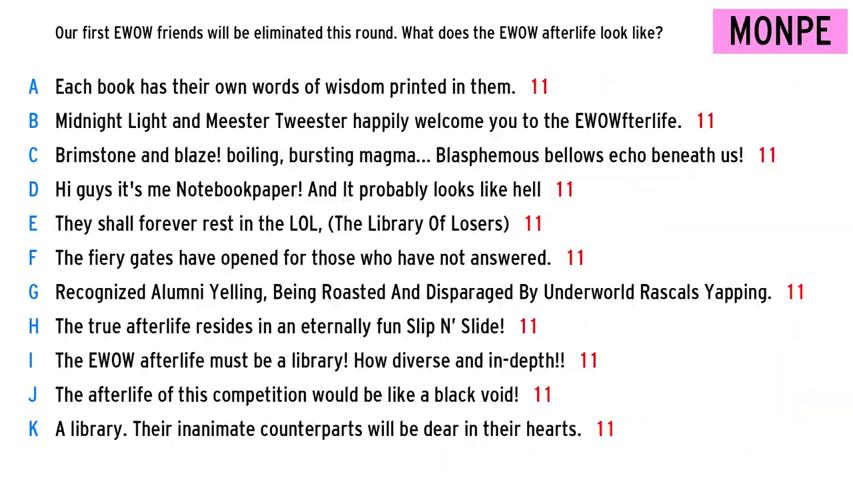 Our first EWOW friends will be eliminated this round. What does the EWOW afterlife look like?
MONPE
A Each book has their own words of wisdom printed in them. 11
B Midnight Light and Meester Tweester happily welcome you to the EWOWfterlife. 11
C Brimstone and blaze! boiling, bursting magma... Blasphemous bellows echo beneath us! 11
D Hi guys it's me Notebookpaper! And It probably looks like hell 11
E They shall forever rest in the LOL, (The Library Of Losers) 11
F The fiery gates have opened for those who have not answered. 11
G Recognized Alumni Yelling, Being Roasted And Disparaged By Underworld Rascals Yapping. 11
H The true afterlife resides in an eternally fun Slip N' Slide! 11
I The EWOW afterlife must be a library! How diverse and in-depth!! 11
J The afterlife of this competition would be like a black void! 11
K A library. Their inanimate counterparts will be dear in their hearts. 11